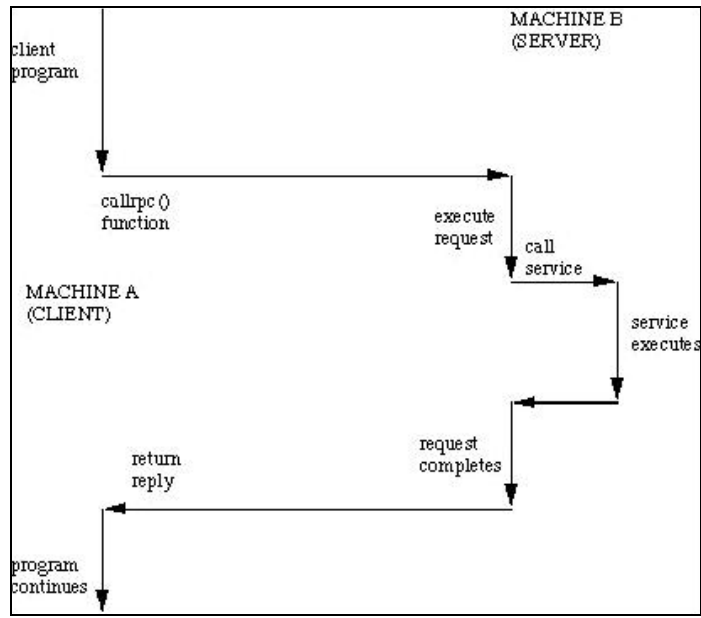 MACHINE B
(SERVER)
client
program
callrpc()
function
execute
request
call
service
MACHINE A
(CLIENT)
service
executes
request
completes
return
reply
program
continues